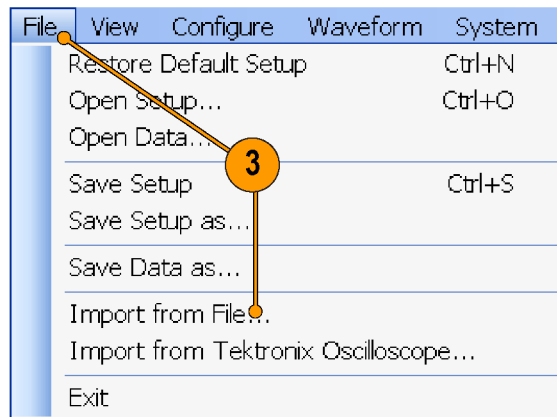 File View Configure Waveform System
Restore Default Setup Ctrl+N
Open Setup... Ctrl+O
Open Data...
3
Save Setup Ctrl+S
Save Setup as...
Save Data as...
Import from File...
Import from Tektronix Oscilloscope...
Exit